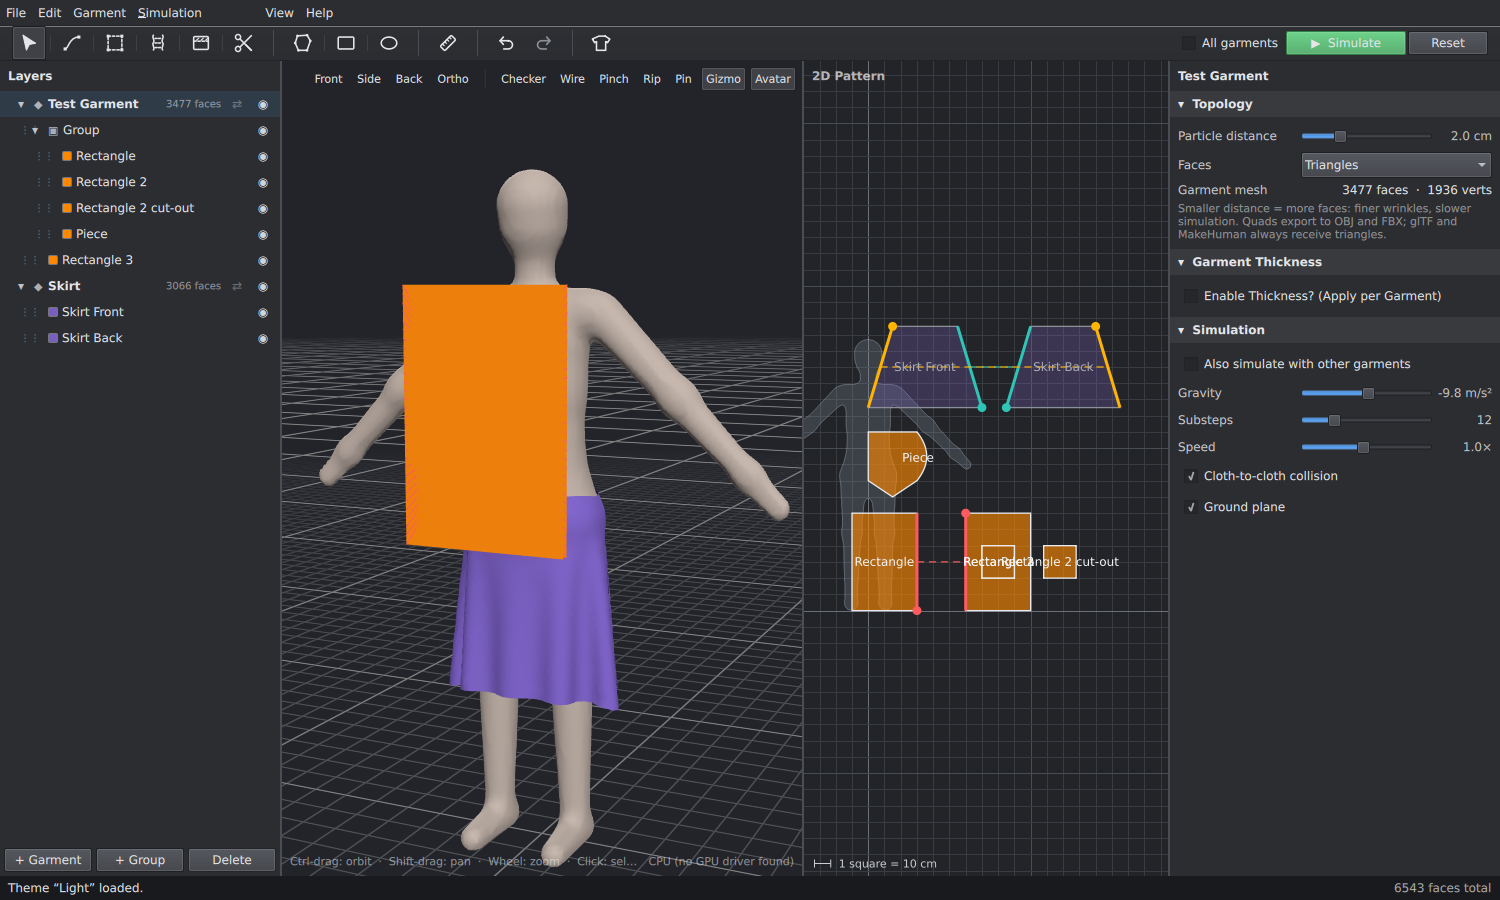 File Edit Garment Simulation View Help
All garments ▶ Simulate Reset
Layers
Test Garment 3477 faces
Group
Rectangle
Rectangle 2
Rectangle 2 cut-out
Piece
Rectangle 3
Skirt 3066 faces
Skirt Front
Skirt Back
+ Garment + Group Delete
Front Side Back Ortho Checker Wire Pinch Rip Pin Gizmo Avatar
Ctrl-drag: orbit · Shift-drag: pan · Wheel: zoom · Click: sel... CPU (no GPU driver found)
2D Pattern
Skirt Front Skirt Back
Piece
Rectangle Rectangle 2 Rectangle 2 cut-out
1 square = 10 cm
Test Garment
Topology
Particle distance 2.0 cm
Faces Triangles
Garment mesh 3477 faces · 1936 verts
Smaller distance = more faces: finer wrinkles, slower
simulation. Quads export to OBJ and FBX; glTF and
MakeHuman always receive triangles.
Garment Thickness
Enable Thickness? (Apply per Garment)
Simulation
Also simulate with other garments
Gravity -9.8 m/s²
Substeps 12
Speed 1.0×
Cloth-to-cloth collision
Ground plane
Theme “Light” loaded. 6543 faces total